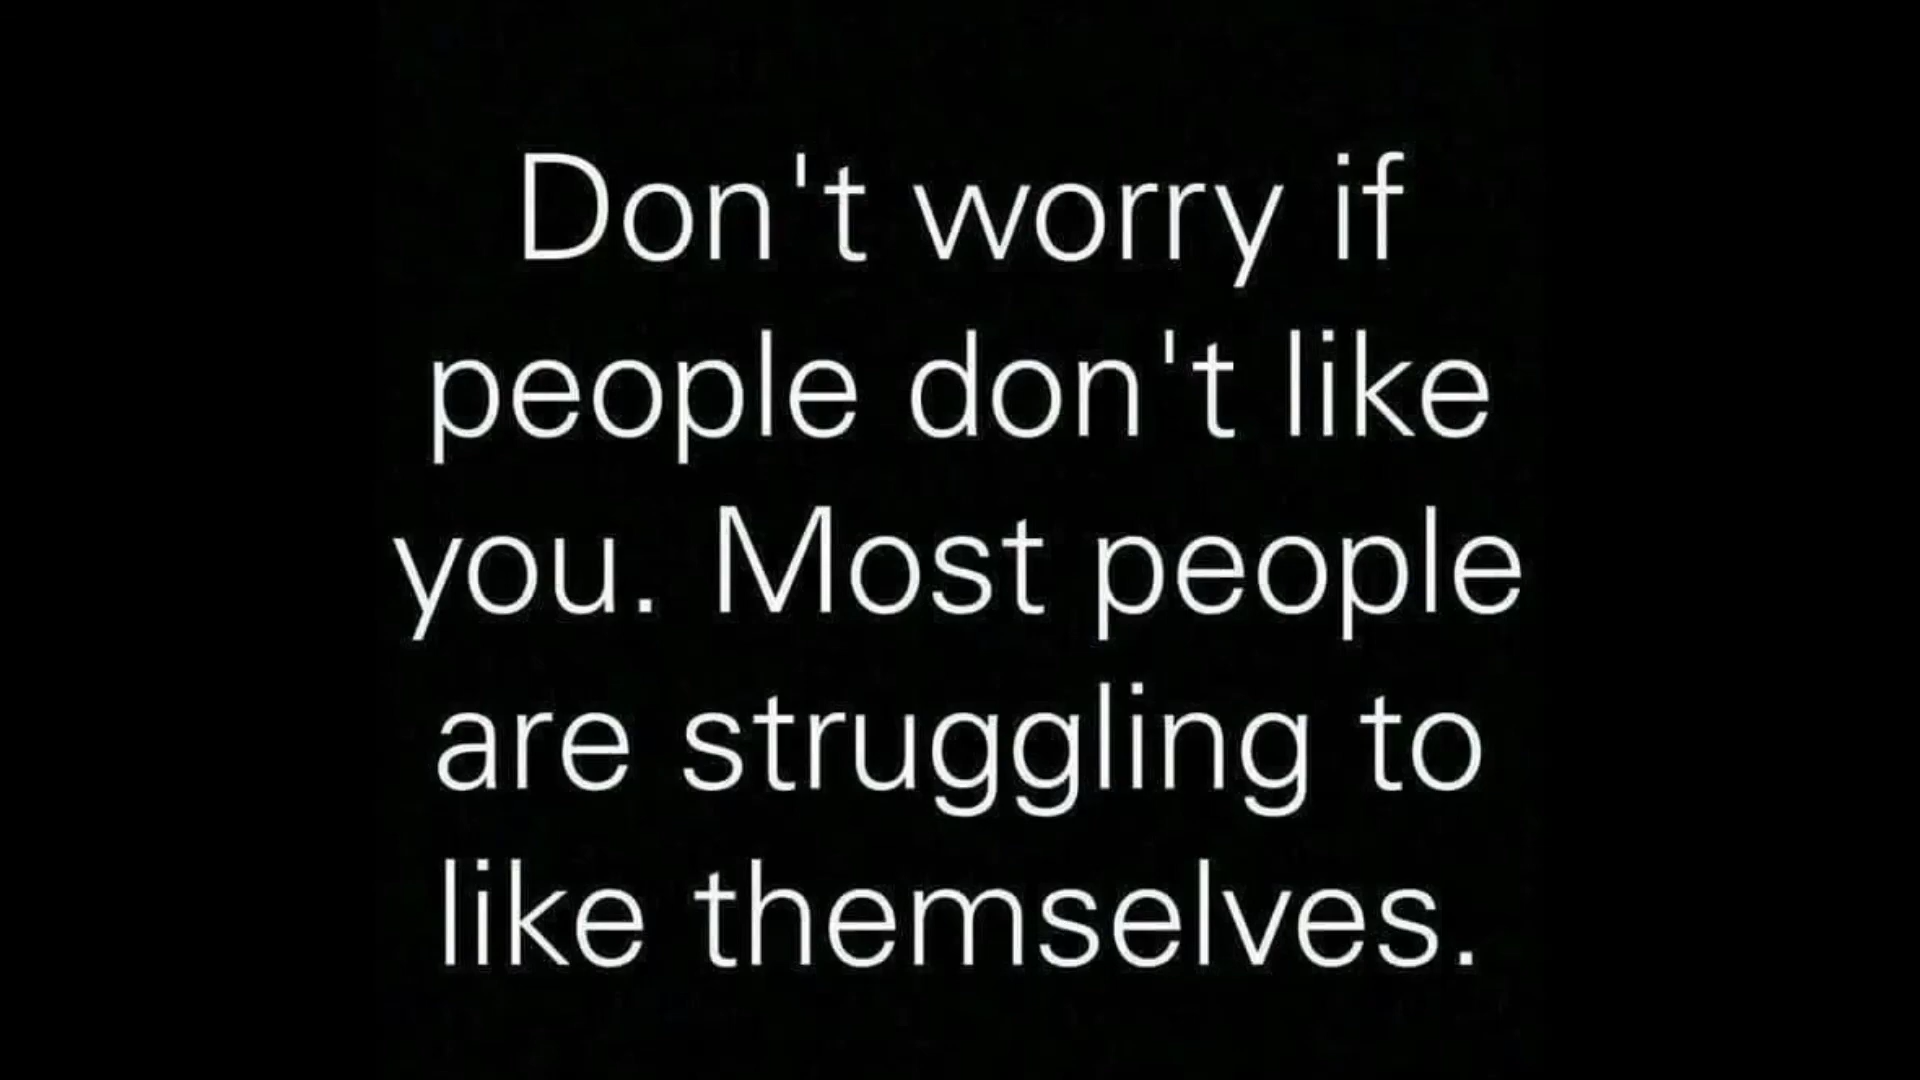 Don't worry if
people don't like
you. Most people
are struggling to
like themselves.